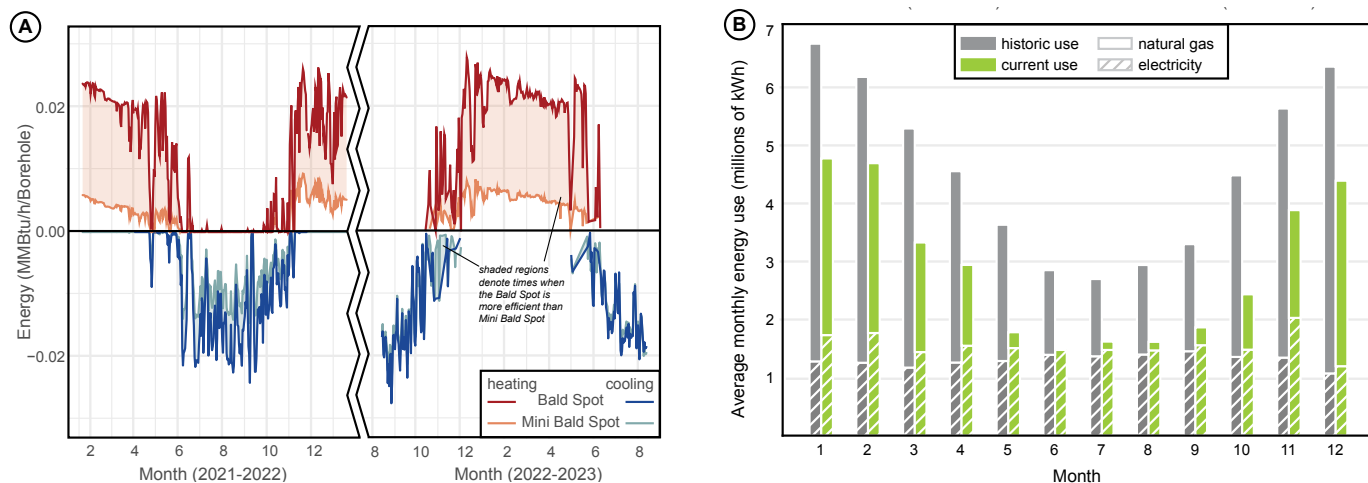 A
Energy (MMBtu/h/Borehole)
0.02
0.00
−0.02
shaded regions
denote times when
the Bald Spot is
more efficient than
Mini Bald Spot
heating cooling
Bald Spot
Mini Bald Spot
2 4 6 8 10 12
8 10 12 2 4 6 8
Month (2021-2022)
Month (2022-2023)
B
Average monthly energy use (millions of kWh)
7
6
5
4
3
2
1
historic use natural gas
current use electricity
1 2 3 4 5 6 7 8 9 10 11 12
Month